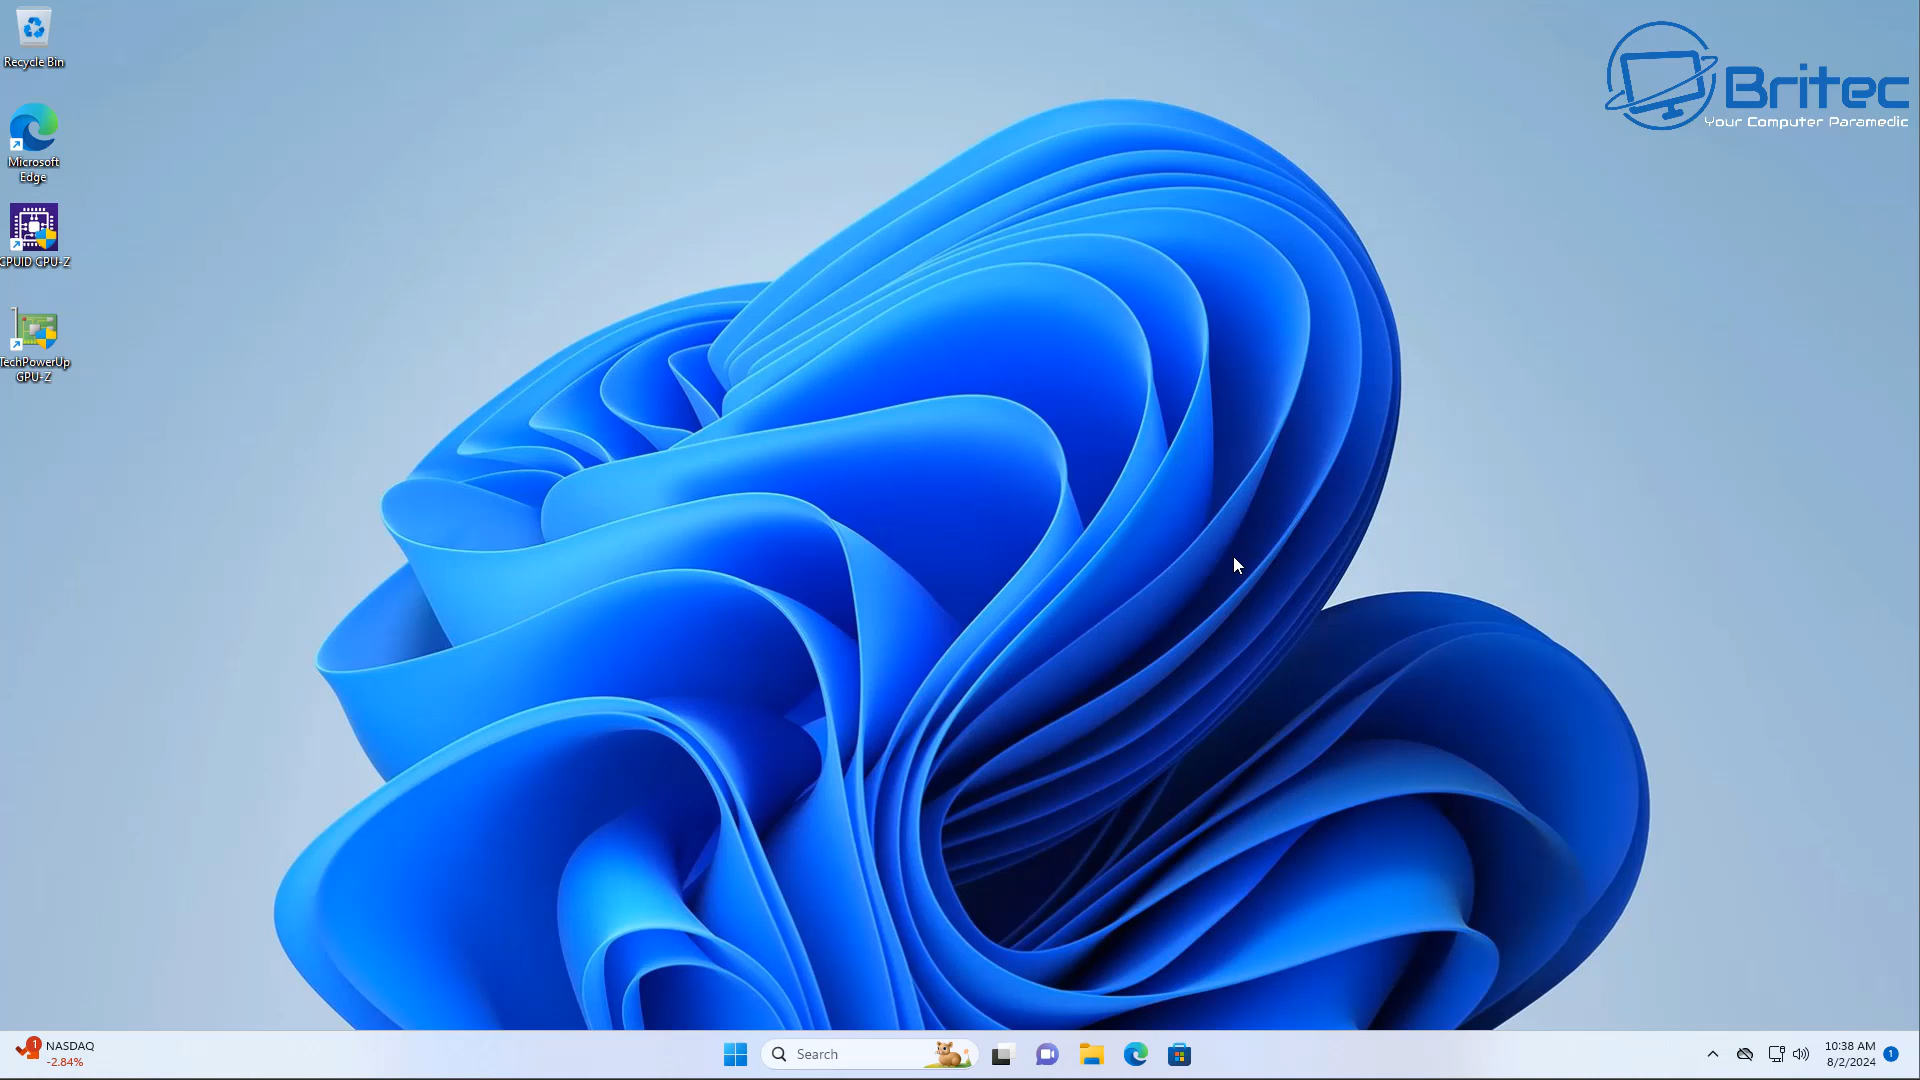 Recycle Bin
Britec
Your Computer Paramedic
Microsoft
Edge
CPUID CPU-Z
TechPowerUp
GPU-Z
1
NASDAQ
-2.84%
Search
10:38 AM
8/2/2024
1